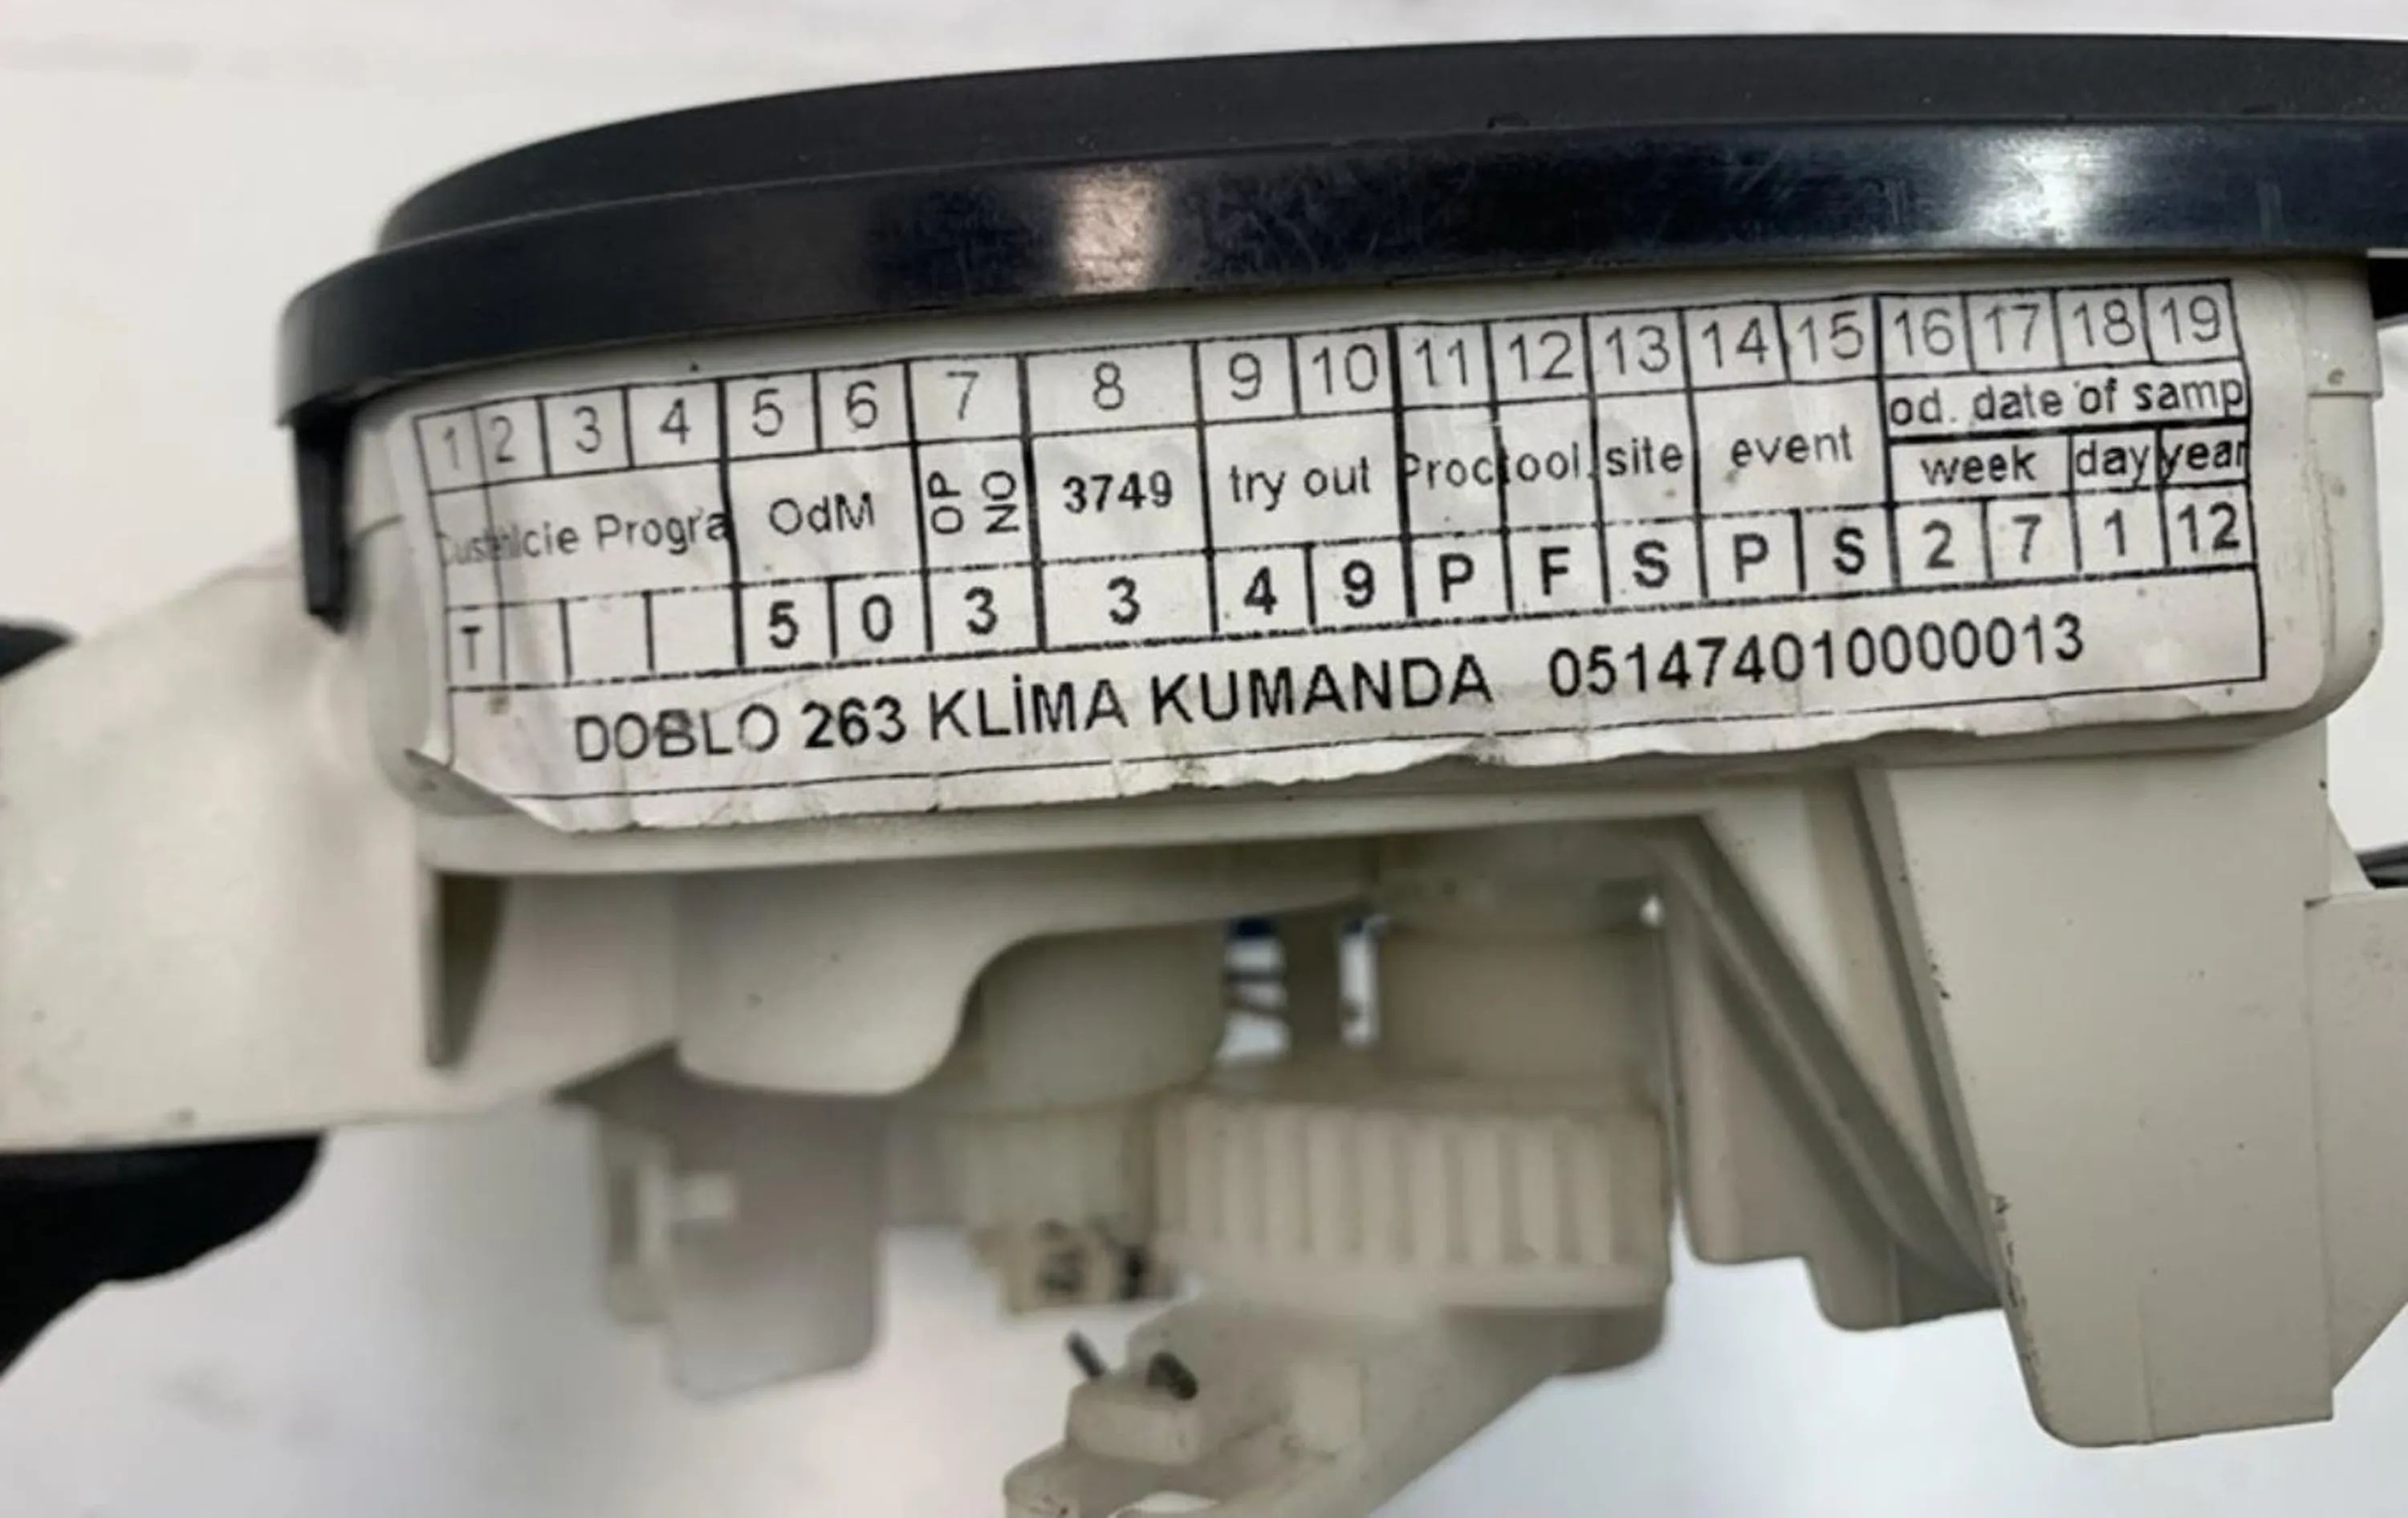 1 2 3 4 5 6 7 8 9 10 11 12 13 14 15 16 17 18 19
od. date of samp
Progra OdM OP NO 3749 try out Proc ool. site event week day year
T 5 0 3 3 4 9 P F S P S 2 7 1 12
DOBLO 263 KLİMA KUMANDA 051474010000013